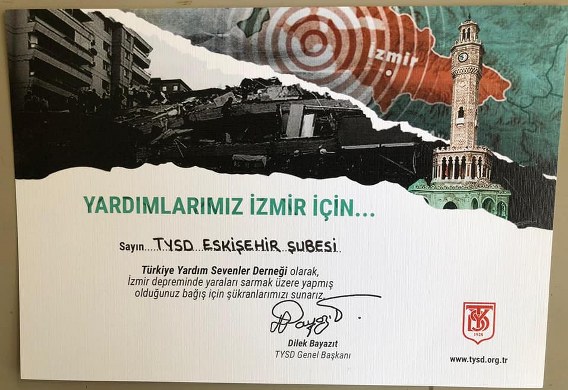 İzmir
YARDIMLARIMIZ İZMİR İÇİN...
Sayın....TYSD ESKİŞEHİR ŞUBESİ..
Türkiye Yardım Sevenler Derneği olarak,
İzmir depreminde yaraları sarmak üzere yapmış
olduğunuz bağış için şükranlarımızı sunarız.
Dilek Bayazıt
TYSD Genel Başkanı
1928
www.tysd.org.tr